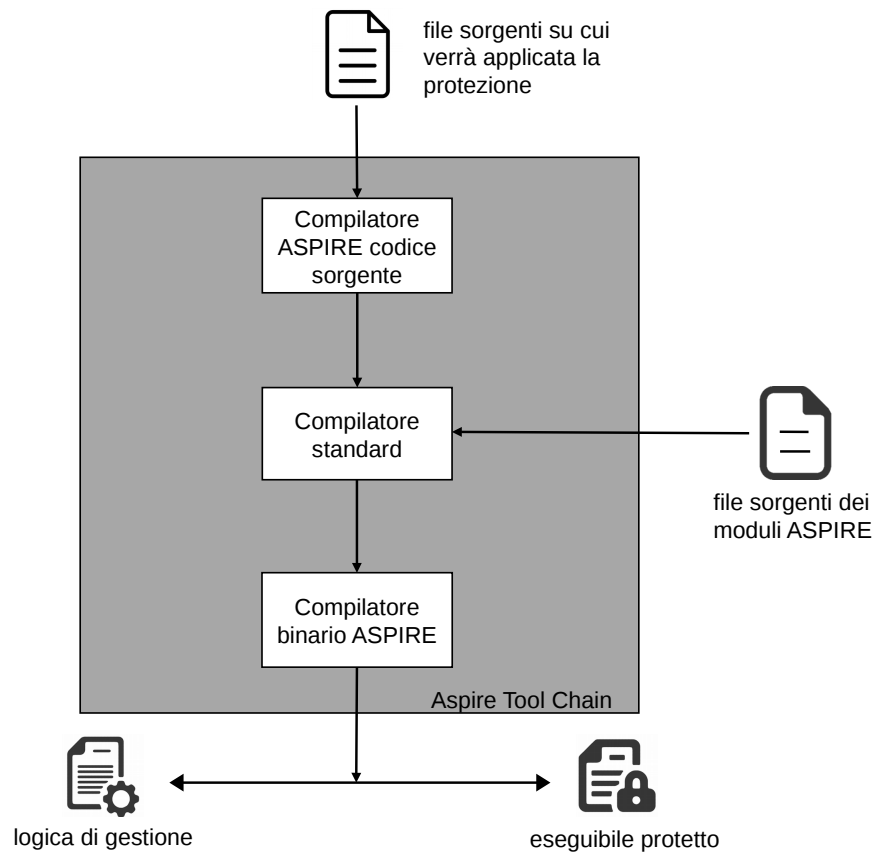 file sorgenti su cui
verrà applicata la
protezione
Compilatore
ASPIRE codice
sorgente
Compilatore
standard
file sorgenti dei
moduli ASPIRE
Compilatore
binario ASPIRE
Aspire Tool Chain
logica di gestione
eseguibile protetto